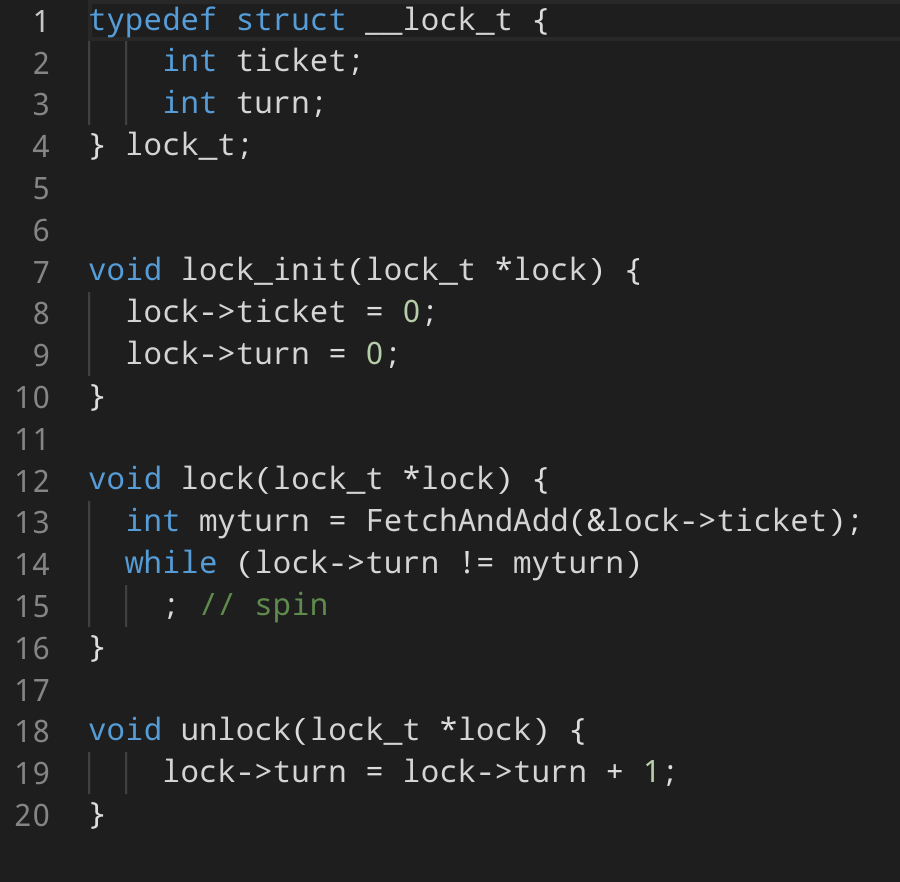 1 typedef struct __lock_t {
2 int ticket;
3 int turn;
4 } lock_t;
5
6
7 void lock_init(lock_t *lock) {
8 lock->ticket = 0;
9 lock->turn = 0;
10 }
11
12 void lock(lock_t *lock) {
13 int myturn = FetchAndAdd(&lock->ticket);
14 while (lock->turn != myturn)
15 ; // spin
16 }
17
18 void unlock(lock_t *lock) {
19 lock->turn = lock->turn + 1;
20 }